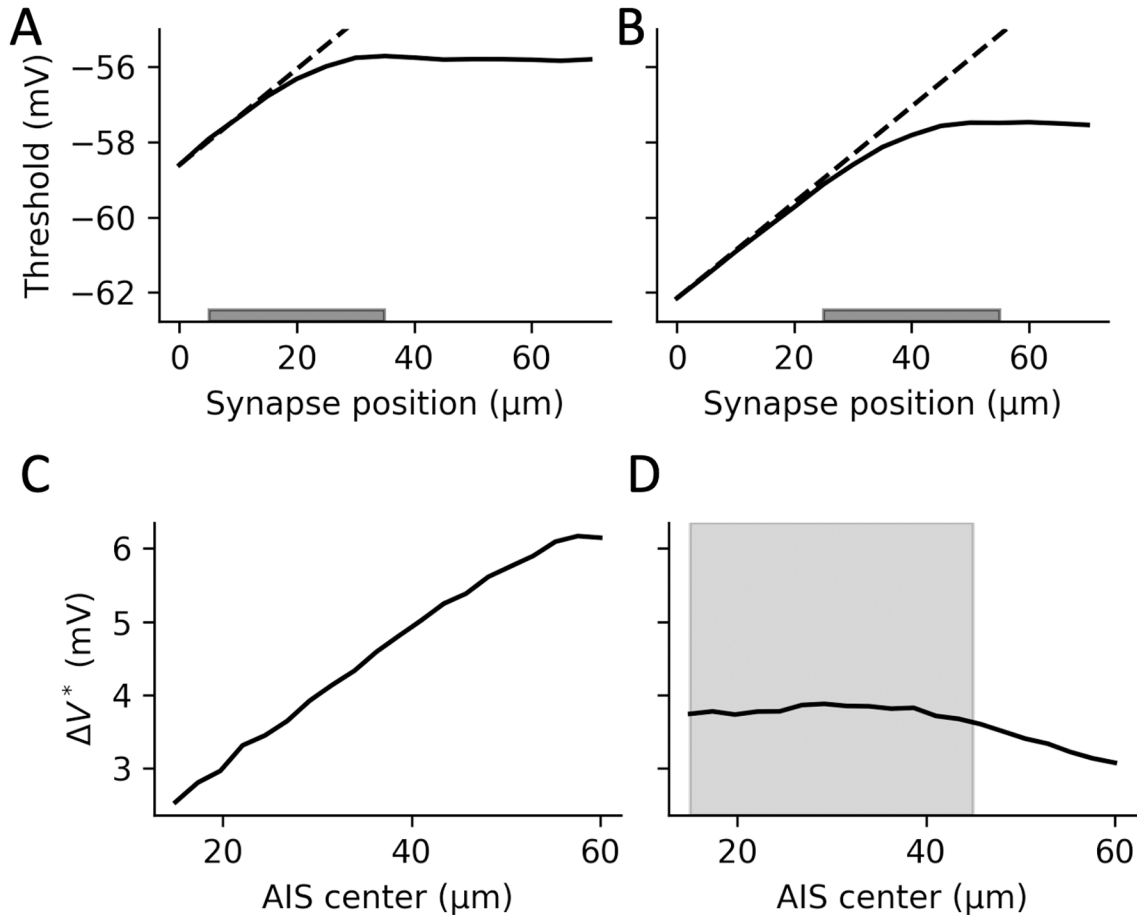 A
B
Threshold (mV)
−56
−58
−60
−62
0 20 40 60
0 20 40 60
Synapse position (µm)
Synapse position (µm)
C
D
ΔV* (mV)
6
5
4
3
20 40 60
20 40 60
AIS center (µm)
AIS center (µm)